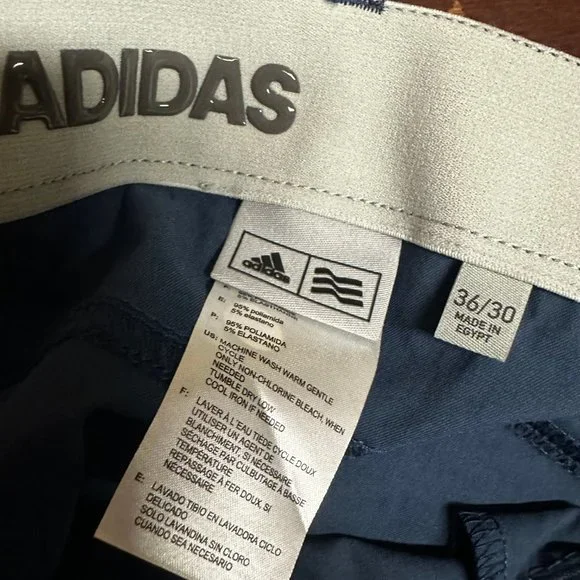 ADIDAS
adidas
36/30
MADE IN
EGYPT
5% ELASTANNE
E: 95% poliamida
5% elastano
P: 95% POLIAMIDA
5% ELASTANO
US: MACHINE WASH WARM GENTLE
CYCLE
ONLY NON-CHLORINE BLEACH, WHEN
NEEDED
TUMBLE DRY LOW
COOL IRON IF NEEDED
F: LAVER À L'EAU TIÈDE CYCLE DOUX
UTILISER UN AGENT DE
BLANCHIMENT, SI NÉCESSAIRE
SÉCHAGE PAR CULBUTAGE À BASSE
TEMPÉRATURE
REPASSAGE À FER DOUX, SI
NÉCESSAIRE
E: LAVADO TIBIO EN LAVADORA CICLO
DELICADO
SOLO LAVANDINA SIN CLORO
CUANDO SEA NECESARIO